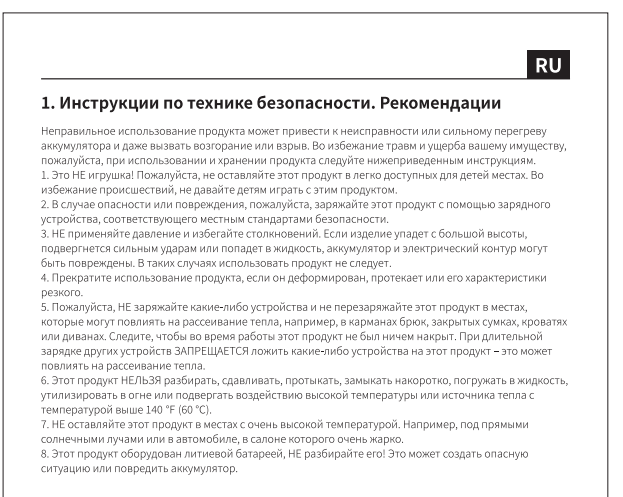 RU
1. Инструкции по технике безопасности. Рекомендации
Неправильное использование продукта может привести к неисправности или сильному перегреву
аккумулятора и даже вызвать возгорание или взрыв. Во избежание травм и ущерба вашему имуществу,
пожалуйста, при использовании и хранении продукта следуйте нижеприведенным инструкциям.
1. Это НЕ игрушка! Пожалуйста, не оставляйте этот продукт в легко доступных для детей местах. Во
избежание происшествий, не давайте детям играть с этим продуктом.
2. В случае опасности или повреждения, пожалуйста, заряжайте этот продукт с помощью зарядного
устройства, соответствующего местным стандартами безопасности.
3. НЕ применяйте давление и избегайте столкновений. Если изделие упадет с большой высоты,
подвергнется сильным ударам или попадет в жидкость, аккумулятор и электрический контур могут
быть повреждены. В таких случаях использовать продукт не следует.
4. Прекратите использование продукта, если он деформирован, протекает или его характеристики
резкого.
5. Пожалуйста, НЕ заряжайте какие-либо устройства и не перезаряжайте этот продукт в местах,
которые могут повлиять на рассеивание тепла, например, в карманах брюк, закрытых сумках, кроватях
или диванах. Следите, чтобы во время работы этот продукт не был ничем накрыт. При длительной
зарядке других устройств ЗАПРЕЩАЕТСЯ ложить какие-либо устройства на этот продукт – это может
повлиять на рассеивание тепла.
6. Этот продукт НЕЛЬЗЯ разбирать, сдавливать, протыкать, замыкать накоротко, погружать в жидкость,
утилизировать в огне или подвергать воздействию высокой температуры или источника тепла с
температурой выше 140 °F (60 °C).
7. НЕ оставляйте этот продукт в местах с очень высокой температурой. Например, под прямыми
солнечными лучами или в автомобиле, в салоне которого очень жарко.
8. Этот продукт оборудован литиевой батареей, НЕ разбирайте его! Это может создать опасную
ситуацию или повредить аккумулятор.